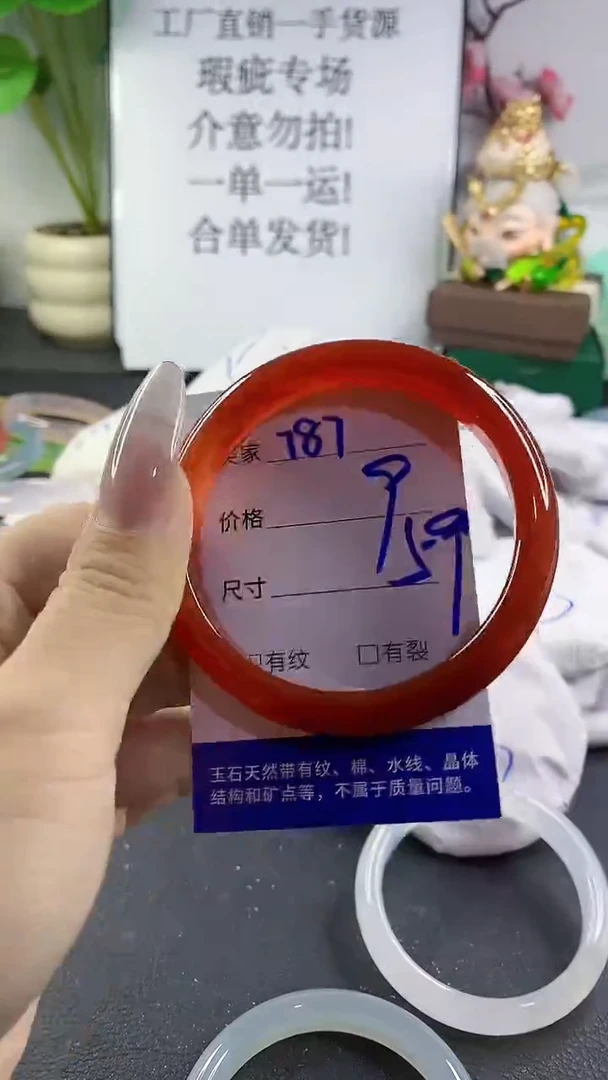 工厂直销一手货源
瑕疵专场
介意勿拍!
一单一运!
合单发货!
家 787
价格
9
尺寸
59
有纹 □有裂
玉石天然带有纹、棉、水线、晶体
结构和矿点等，不属于质量问题。